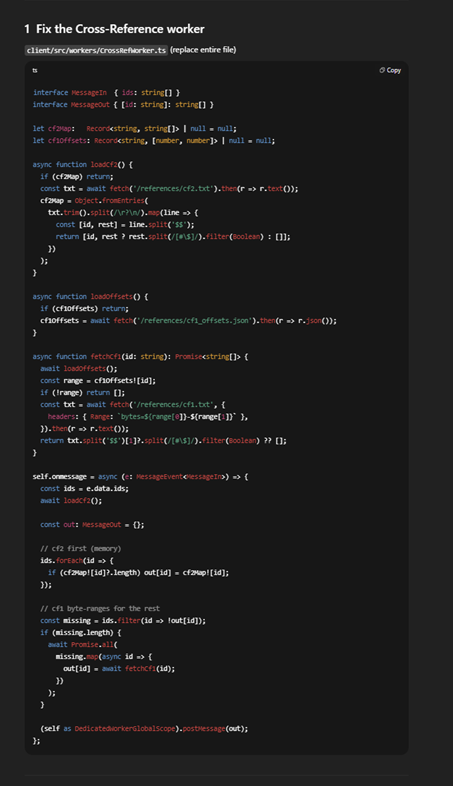 1 Fix the Cross-Reference worker
client/src/workers/CrossRefWorker.ts (replace entire file)
ts
Copy
interface MessageIn { ids: string[] }
interface MessageOut { [id: string]: string[] }
let cf2Map: Record<string, string[]> | null = null;
let cf1Offsets: Record<string, [number, number]> | null = null;
async function loadCf2() {
if (cf2Map) return;
const txt = await fetch('/references/cf2.txt').then(r => r.text());
cf2Map = Object.fromEntries(
txt.trim().split(/\r?\n/).map(line => {
const [id, rest] = line.split('$$');
return [id, rest ? rest.split(/[#\$]/).filter(Boolean) : []];
})
);
}
async function loadOffsets() {
if (cf1Offsets) return;
cf1Offsets = await fetch('/references/cf1_offsets.json').then(r => r.json());
}
async function fetchCf1(id: string): Promise<string[]> {
await loadOffsets();
const range = cf1Offsets![id];
if (!range) return [];
const txt = await fetch('/references/cf1.txt', {
headers: { Range: `bytes=${range[0]}-${range[1]}` },
}).then(r => r.text());
return txt.split('$$')[1]?.split(/[#\$]/).filter(Boolean) ?? [];
}
self.onmessage = async (e: MessageEvent<MessageIn>) => {
const ids = e.data.ids;
await loadCf2();
const out: MessageOut = {};
// cf2 first (memory)
ids.forEach(id => {
if (cf2Map![id]?.length) out[id] = cf2Map![id];
});
// cf1 byte-ranges for the rest
const missing = ids.filter(id => !out[id]);
if (missing.length) {
await Promise.all(
missing.map(async id => {
out[id] = await fetchCf1(id);
})
);
}
(self as DedicatedWorkerGlobalScope).postMessage(out);
};